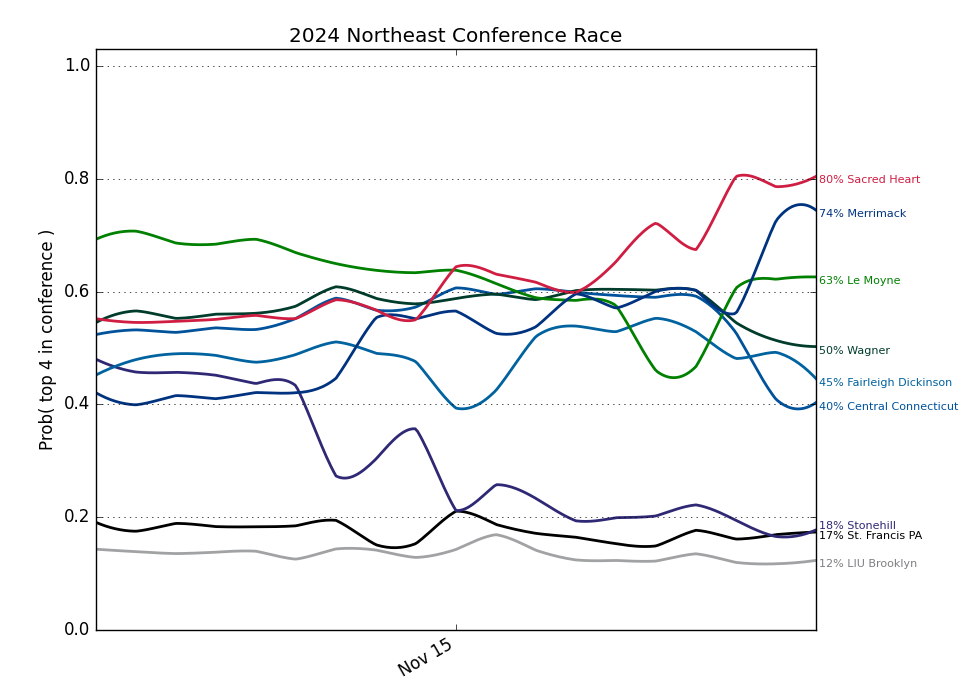 2024 Northeast Conference Race
Prob( top 4 in conference )
1.0
0.8
0.6
0.4
0.2
0.0
Nov 15
80% Sacred Heart
74% Merrimack
63% Le Moyne
50% Wagner
45% Fairleigh Dickinson
40% Central Connecticut
18% Stonehill
17% St. Francis PA
12% LIU Brooklyn